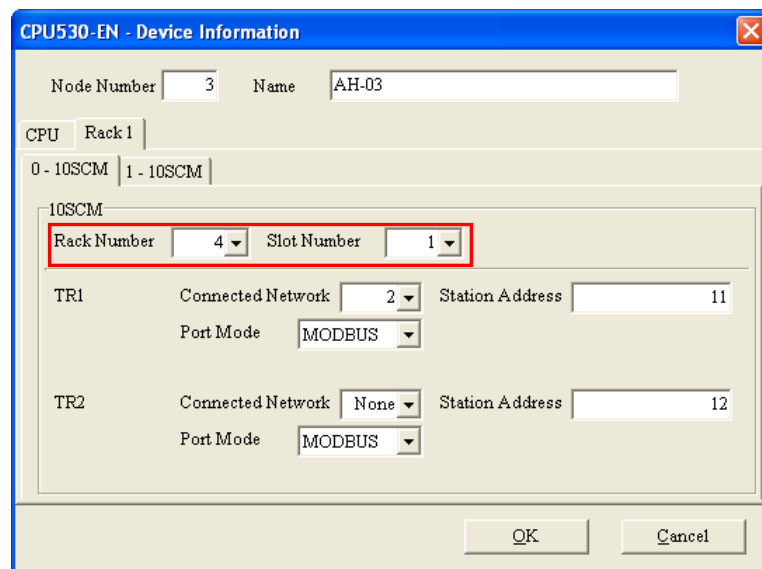 CPU530-EN - Device Information
Node Number 3 Name AH-03
CPU Rack 1
0 - 10SCM 1 - 10SCM
10SCM
Rack Number 4 Slot Number 1
TR1 Connected Network 2 Station Address 11
Port Mode MODBUS
TR2 Connected Network None Station Address 12
Port Mode MODBUS
OK Cancel